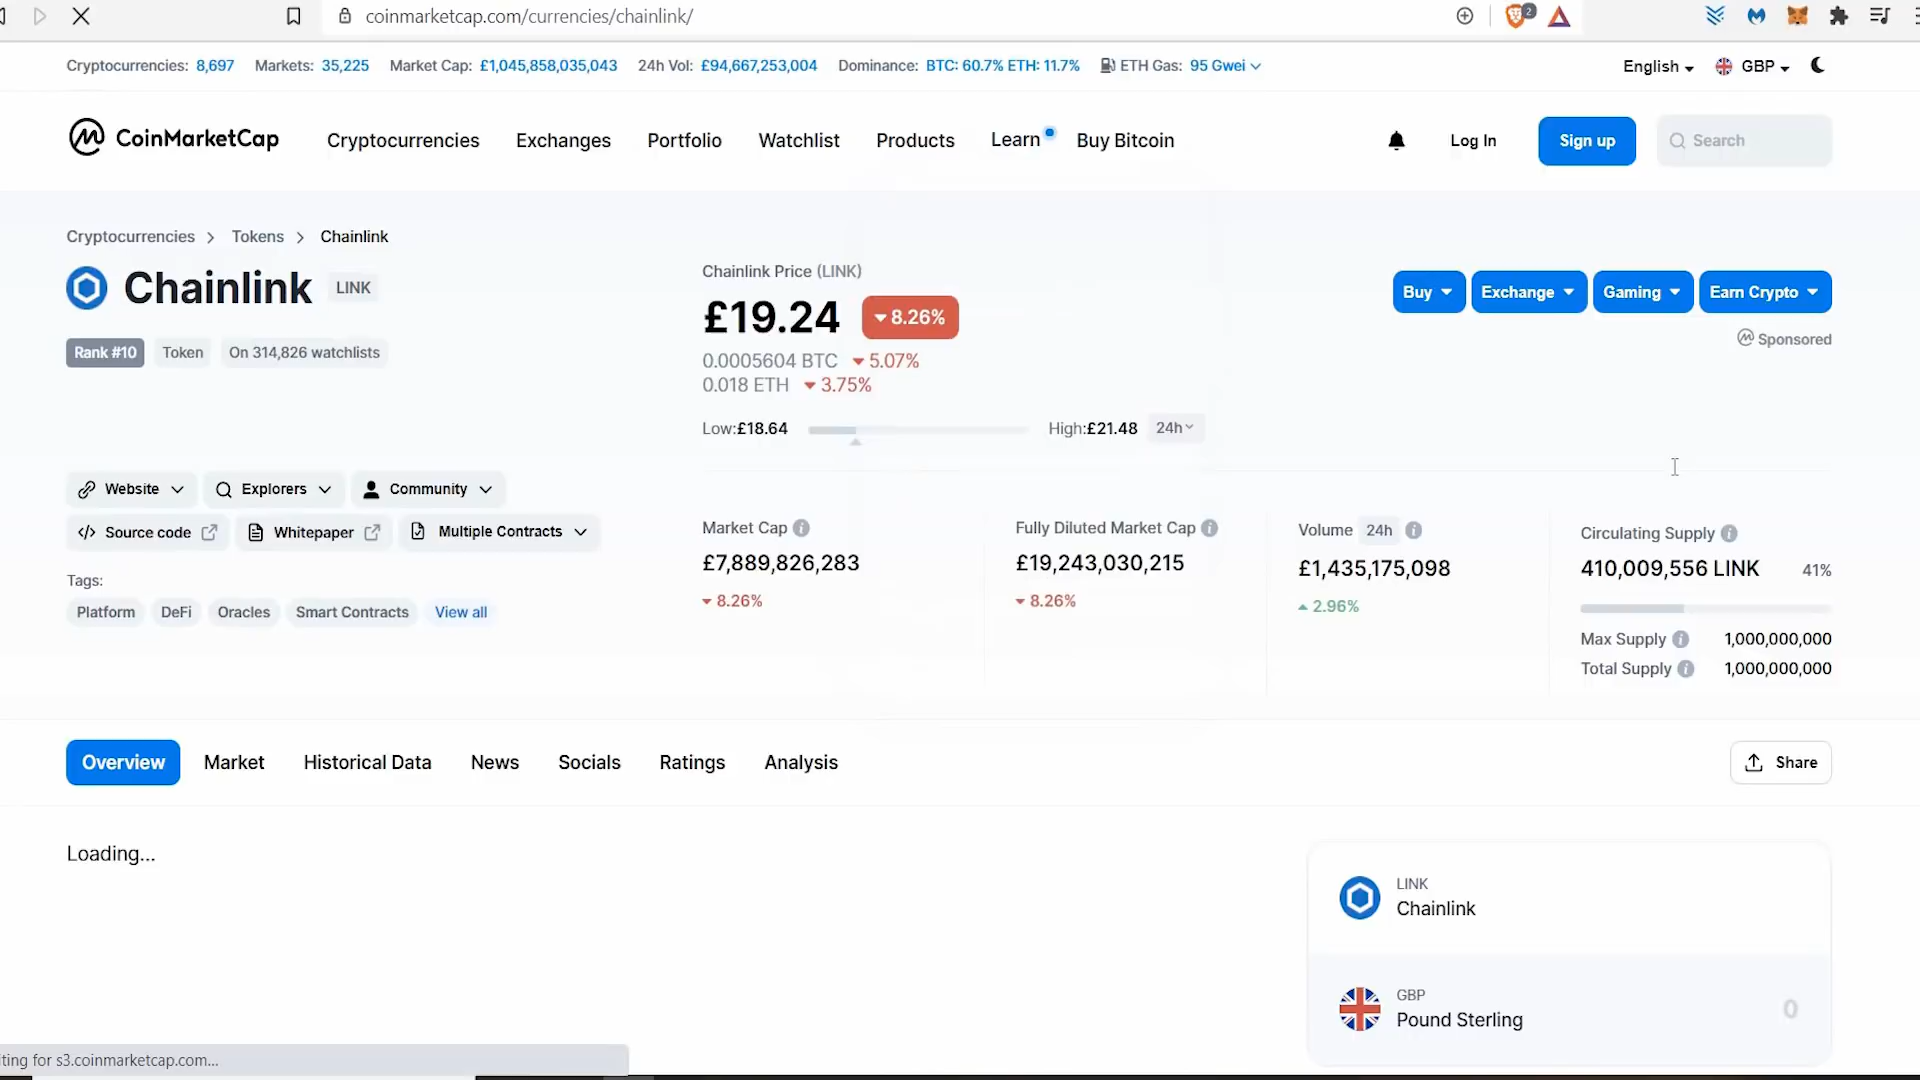 coinmarketcap.com/currencies/chainlink/
2
Cryptocurrencies: 8,697 Markets: 35,225 Market Cap: £1,045,858,035,043 24h Vol: £94,667,253,004 Dominance: BTC: 60.7% ETH: 11.7% ETH Gas: 95 Gwei English GBP
CoinMarketCap Cryptocurrencies Exchanges Portfolio Watchlist Products Learn Buy Bitcoin Log In Sign up Search
Cryptocurrencies > Tokens > Chainlink
Chainlink LINK
Rank #10 Token On 314,826 watchlists
Chainlink Price (LINK)
£19.24 8.26%
0.0005604 BTC 5.07%
0.018 ETH 3.75%
Low:£18.64 High:£21.48 24h
Buy Exchange Gaming Earn Crypto
Sponsored
Website Explorers Community
Source code Whitepaper Multiple Contracts
Tags:
Platform DeFi Oracles Smart Contracts View all
Market Cap
£7,889,826,283
8.26%
Fully Diluted Market Cap
£19,243,030,215
8.26%
Volume 24h
£1,435,175,098
2.96%
Circulating Supply
410,009,556 LINK 41%
Max Supply 1,000,000,000
Total Supply 1,000,000,000
Overview Market Historical Data News Socials Ratings Analysis Share
Loading...
LINK
Chainlink
GBP
Pound Sterling 0
iting for s3.coinmarketcap.com...